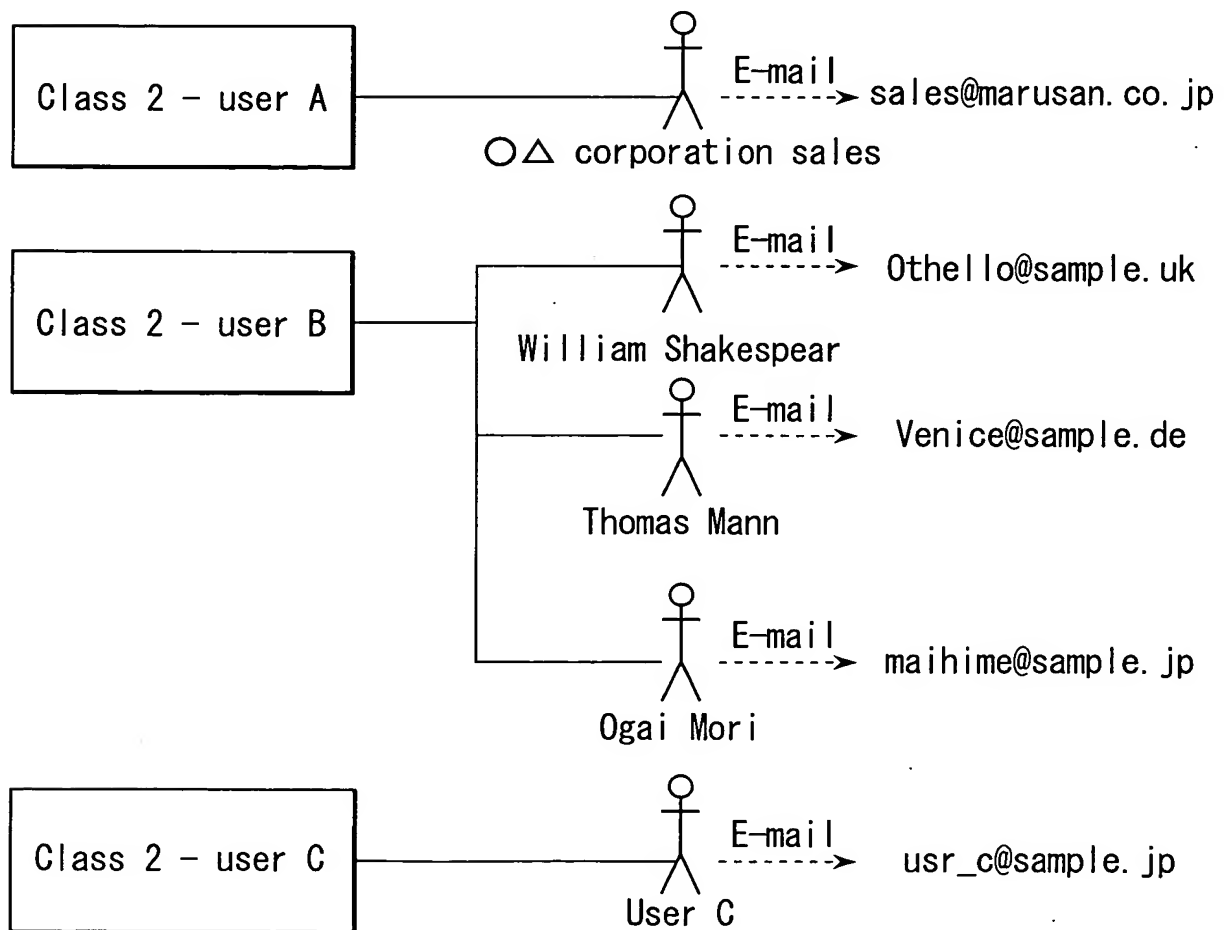 E-mail
Class 2 - user A
sales@marusan.co.jp
○△ corporation sales
E-mail
Othello@sample.uk
Class 2 - user B
William Shakespear
E-mail
Venice@sample.de
Thomas Mann
E-mail
maihime@sample.jp
Ogai Mori
E-mail
Class 2 - user C
usr_c@sample.jp
User C